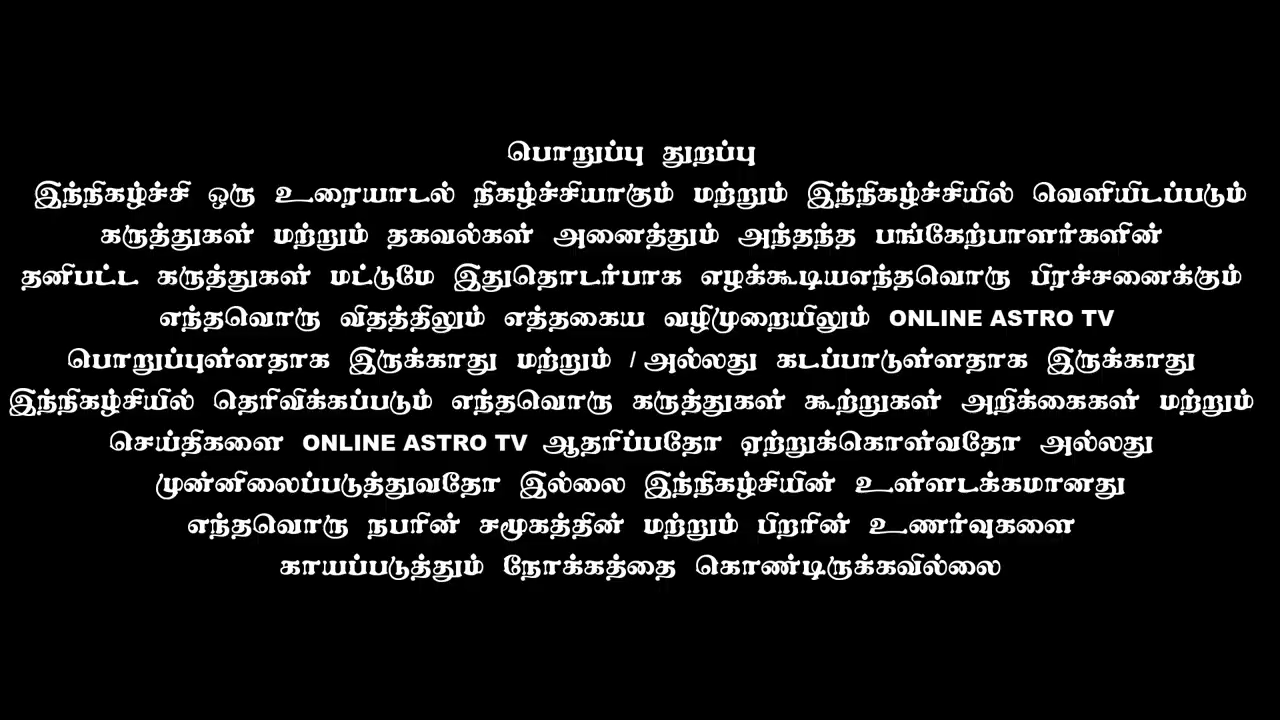 பொறுப்பு துறப்பு
இந்நிகழ்ச்சி ஒரு உரையாடல் நிகழ்ச்சியாகும் மற்றும் இந்நிகழ்ச்சியில் வெளியிடப்படும்
கருத்துகள் மற்றும் தகவல்கள் அனைத்தும் அந்தந்த பங்கேற்பாளர்களின்
தனிபட்ட கருத்துகள் மட்டுமே இதுதொடர்பாக எழக்கூடியஎந்தவொரு பிரச்சனைக்கும்
எந்தவொரு விதத்திலும் எத்தகைய வழிமுறையிலும் ONLINE ASTRO TV
பொறுப்புள்ளதாக இருக்காது மற்றும் / அல்லது கடப்பாடுள்ளதாக இருக்காது
இந்நிகழ்சியில் தெரிவிக்கப்படும் எந்தவொரு கருத்துகள் கூற்றுகள் அறிக்கைகள் மற்றும்
செய்திகளை ONLINE ASTRO TV ஆதரிப்பதோ ஏற்றுக்கொள்வதோ அல்லது
முன்னிலைப்படுத்துவதோ இல்லை இந்நிகழ்சியின் உள்ளடக்கமானது
எந்தவொரு நபரின் சமூகத்தின் மற்றும் பிறரின் உணர்வுகளை
காயப்படுத்தும் நோக்கத்தை கொண்டிருக்கவில்லை